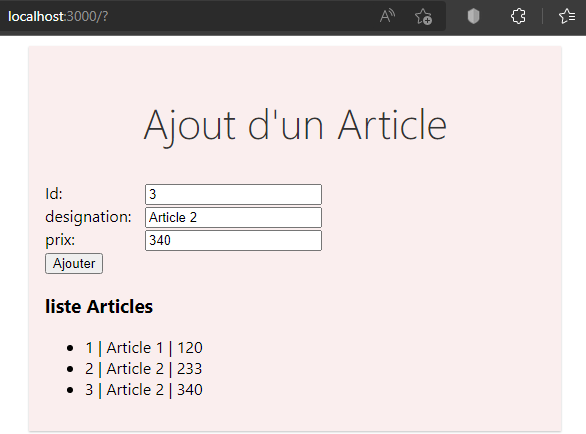 localhost:3000/?
Ajout d'un Article
Id: 3
designation: Article 2
prix: 340
Ajouter
liste Articles
1 | Article 1 | 120
2 | Article 2 | 233
3 | Article 2 | 340